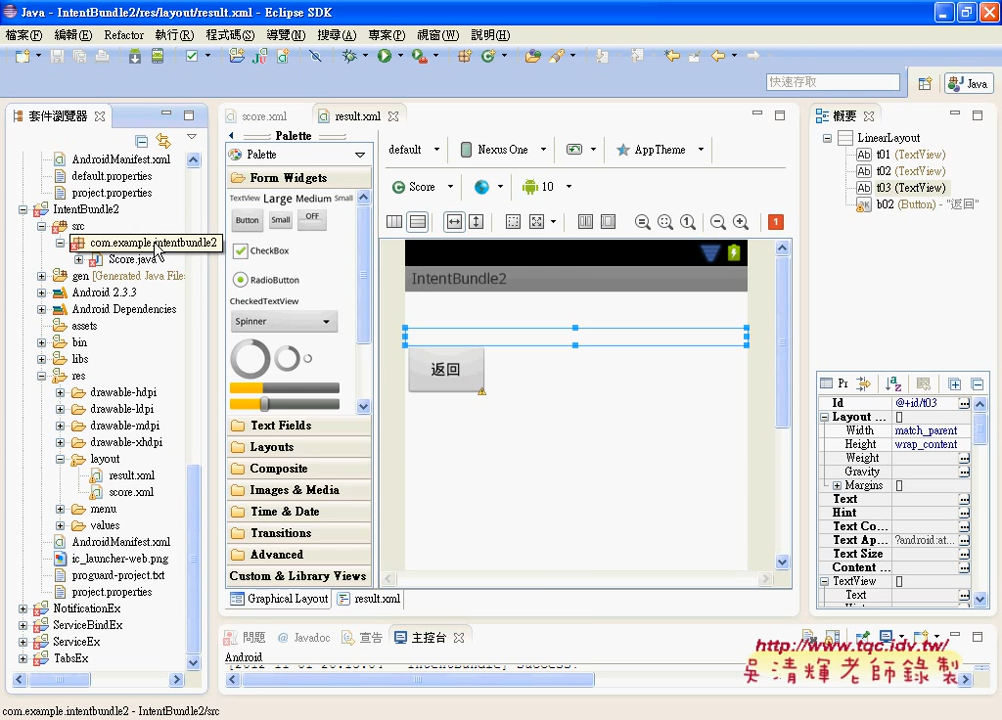 Java - IntentBundle2/res/layout/result.xml - Eclipse SDK
檔案(F) 編輯(E) Refactor 執行(R) 程式碼(S) 導覽(N) 搜尋(A) 專案(P) 視窗(W) 說明(H)
快速存取
Java
套件瀏覽器
AndroidManifest.xml
default.properties
project.properties
IntentBundle2
src
com.example.intentbundle2
Score.java
gen [Generated Java Files
Android 2.3.3
Android Dependencies
assets
bin
libs
res
drawable-hdpi
drawable-ldpi
drawable-mdpi
drawable-xhdpi
layout
result.xml
score.xml
menu
values
AndroidManifest.xml
ic_launcher-web.png
proguard-project.txt
project.properties
NotificationEx
ServiceBindEx
ServiceEx
TabsEx
score.xml
result.xml
Palette
Palette
Form Widgets
TextView Large Medium Small
Button Small OFF
CheckBox
RadioButton
CheckedTextView
Spinner
Text Fields
Layouts
Composite
Images & Media
Time & Date
Transitions
Advanced
Custom & Library Views
Graphical Layout
result.xml
default
Nexus One
AppTheme
Score
10
1
IntentBundle2
返回
概要
LinearLayout
t01 (TextView)
t02 (TextView)
t03 (TextView)
b02 (Button) - "返回"
Pr
Id @+id/t03
Layout ... []
Width match_parent
Height wrap_content
Weight
Gravity
Margins []
Text
Hint
Text Co...
Text Ap... ?android:at...
Text Size
Content ...
TextView []
Text
問題 @ Javadoc 宣告 主控台
Android
http://www.tqc.idv.tw/
吳清輝老師錄製
com.example.intentbundle2 - IntentBundle2/src